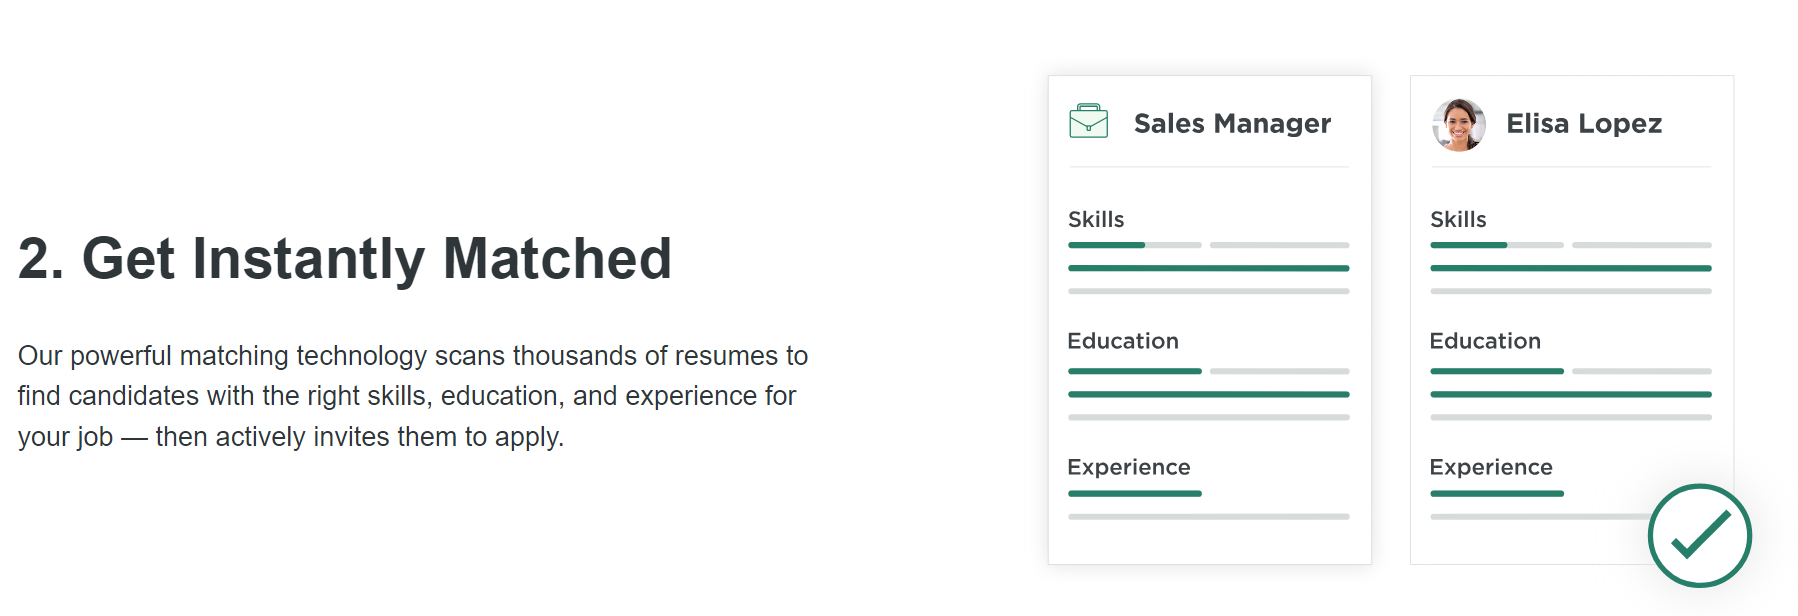 2. Get Instantly Matched
Our powerful matching technology scans thousands of resumes to
find candidates with the right skills, education, and experience for
your job — then actively invites them to apply.
Sales Manager
Skills
Education
Experience
Elisa Lopez
Skills
Education
Experience